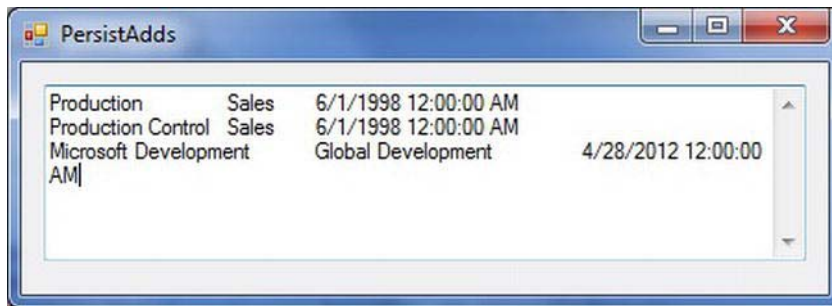 PersistAdds
Production Sales 6/1/1998 12:00:00 AM
Production Control Sales 6/1/1998 12:00:00 AM
Microsoft Development Global Development 4/28/2012 12:00:00
AM